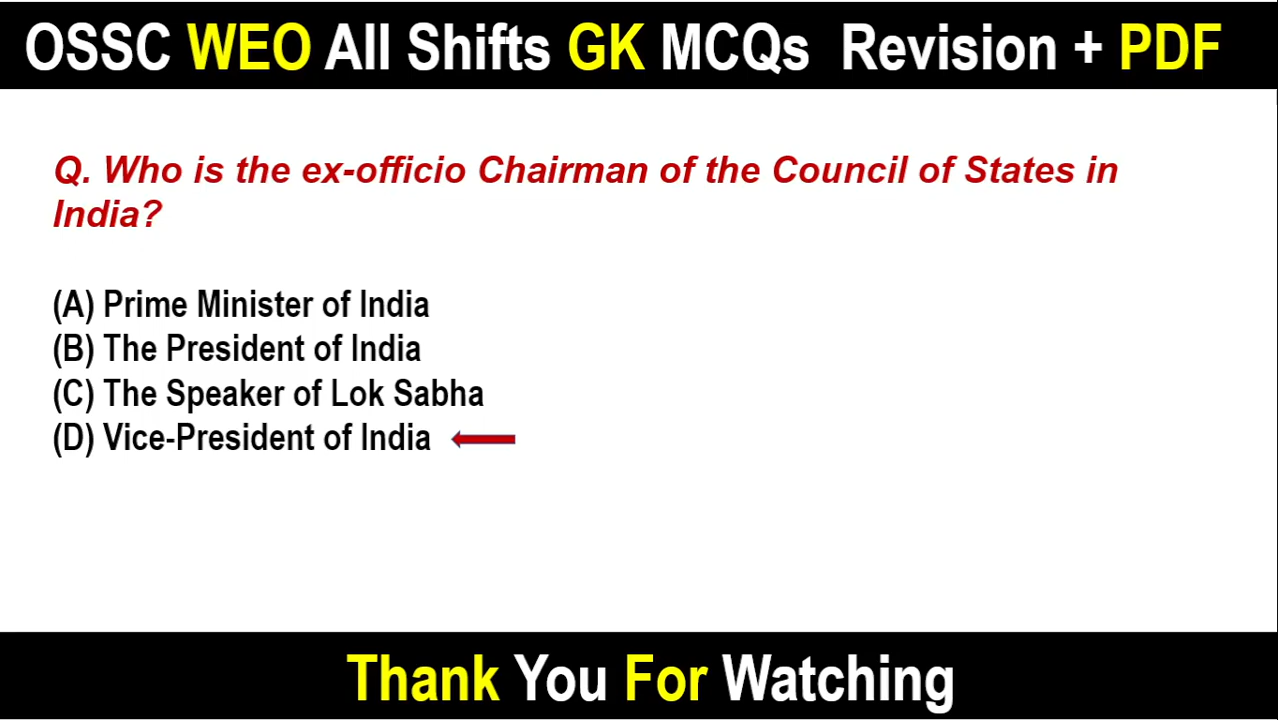 OSSC WEO All Shifts GK MCQs Revision + PDF
Q. Who is the ex-officio Chairman of the Council of States in
India?
(A) Prime Minister of India
(B) The President of India
(C) The Speaker of Lok Sabha
(D) Vice-President of India
Thank You For Watching